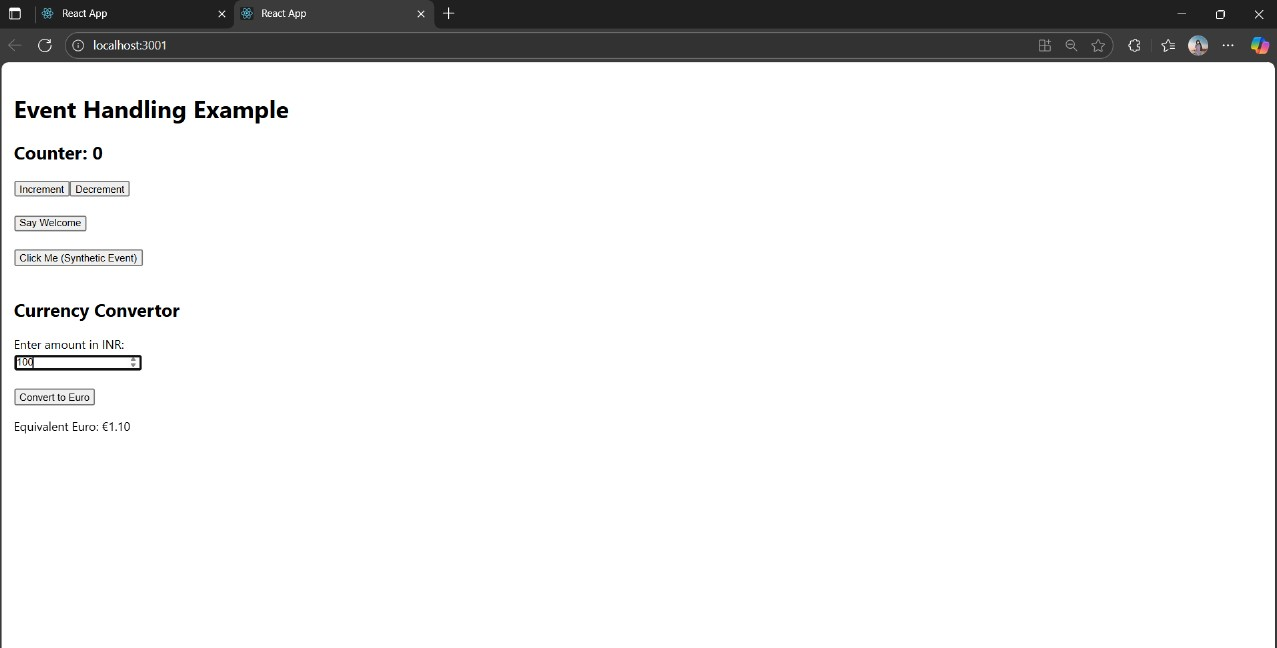 React App
React App
localhost:3001
Event Handling Example
Counter: 0
Increment Decrement
Say Welcome
Click Me (Synthetic Event)
Currency Convertor
Enter amount in INR:
100
Convert to Euro
Equivalent Euro: €1.10